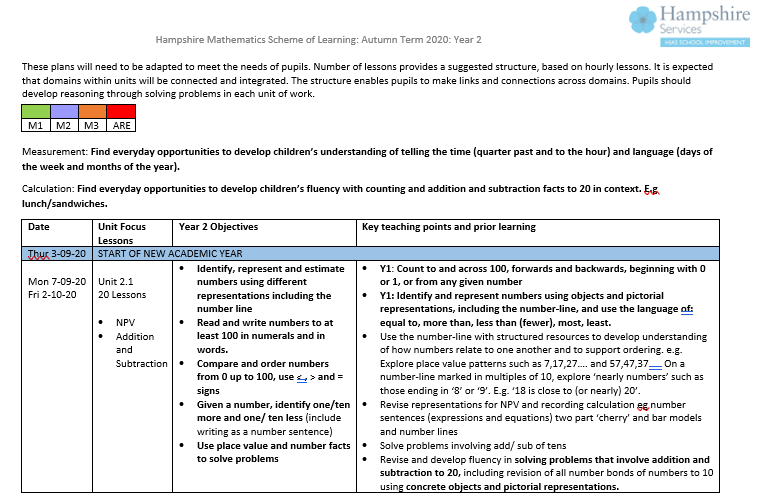 Hampshire
Services
HIAS SCHOOL IMPROVEMENT
Hampshire Mathematics Scheme of Learning: Autumn Term 2020: Year 2
These plans will need to be adapted to meet the needs of pupils. Number of lessons provides a suggested structure, based on hourly lessons. It is expected
that domains within units will be connected and integrated. The structure enables pupils to make links and connections across domains. Pupils should
develop reasoning through solving problems in each unit of work.
M1 M2 M3 ARE
Measurement: Find everyday opportunities to develop children's understanding of telling the time (quarter past and to the hour) and language (days of
the week and months of the year).
Calculation: Find everyday opportunities to develop children's fluency with counting and addition and subtraction facts to 20 in context. E.g
lunch/sandwiches.
Date
Unit Focus
Lessons
Year 2 Objectives
Key teaching points and prior learning
Thur 3-09-20 START OF NEW ACADEMIC YEAR
Mon 7-09-20
Fri 2-10-20
Unit 2.1
20 Lessons
• NPV
• Addition
and
Subtraction
• Identify, represent and estimate
numbers using different
representations including the
number line
• Read and write numbers to at
least 100 in numerals and in
words.
• Compare and order numbers
from 0 up to 100, use <, > and =
signs
• Given a number, identify one/ten
more and one/ ten less (include
writing as a number sentence)
• Use place value and number facts
to solve problems
• Y1: Count to and across 100, forwards and backwards, beginning with 0
or 1, or from any given number
• Y1: Identify and represent numbers using objects and pictorial
representations, including the number-line, and use the language of:
equal to, more than, less than (fewer), most, least.
• Use the number-line with structured resources to develop understanding
of how numbers relate to one another and to support ordering. e.g.
Explore place value patterns such as 7,17,27.... and 57,47,37.... On a
number-line marked in multiples of 10, explore 'nearly numbers' such as
those ending in '8' or '9'. E.g. '18 is close to (or nearly) 20'.
• Revise representations for NPV and recording calculation eg number
sentences (expressions and equations) two part 'cherry' and bar models
and number lines
• Solve problems involving add/ sub of tens
• Revise and develop fluency in solving problems that involve addition and
subtraction to 20, including revision of all number bonds of numbers to 10
using concrete objects and pictorial representations.